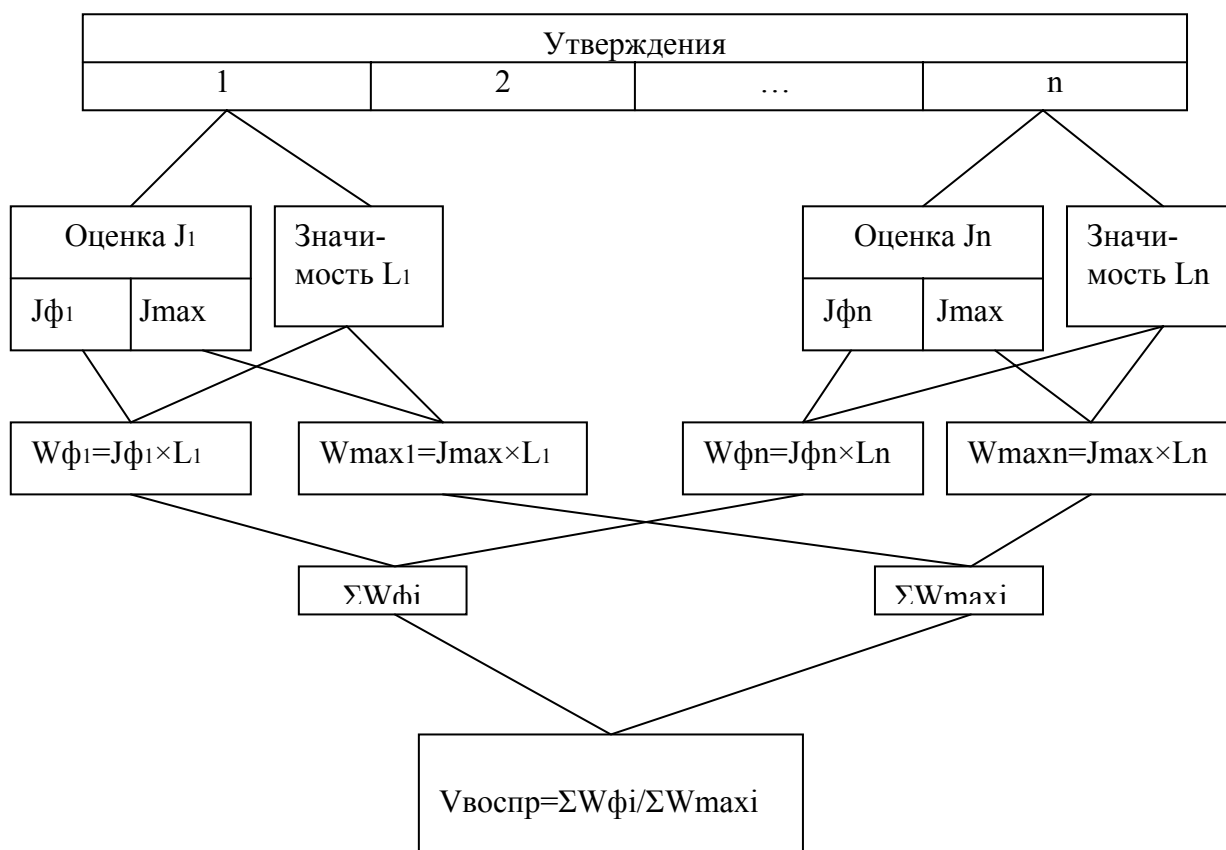 Утверждения
1 2 … n
Оценка J1 Значи-
мость L1
Jф1 Jmax
Оценка Jn Значи-
мость Ln
Jфn Jmax
Wф1=Jф1×L1 Wmax1=Jmax×L1 Wфn=Jфn×Ln Wmaxn=Jmax×Ln
ΣWфi ΣWmaxi
Vвоспр=ΣWфi/ΣWmaxi